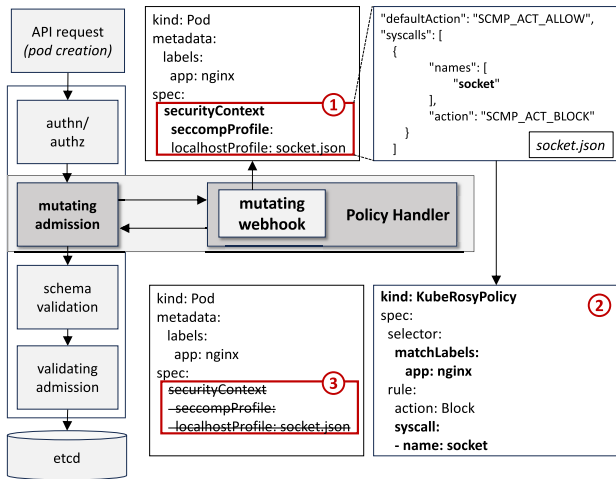 API request
(pod creation)
authn/
authz
mutating
admission
schema
validation
validating
admission
etcd
kind: Pod
metadata:
labels:
app: nginx
spec:
securityContext
seccompProfile:
localhostProfile: socket.json
1
"defaultAction": "SCMP_ACT_ALLOW",
"syscalls": [
{
"names": [
"socket"
],
"action": "SCMP_ACT_BLOCK"
}
]
socket.json
mutating
webhook
Policy Handler
kind: Pod
metadata:
labels:
app: nginx
spec:
securityContext
seccompProfile:
localhostProfile: socket.json
3
kind: KubeRosyPolicy
spec:
selector:
matchLabels:
app: nginx
rule:
action: Block
syscall:
- name: socket
2